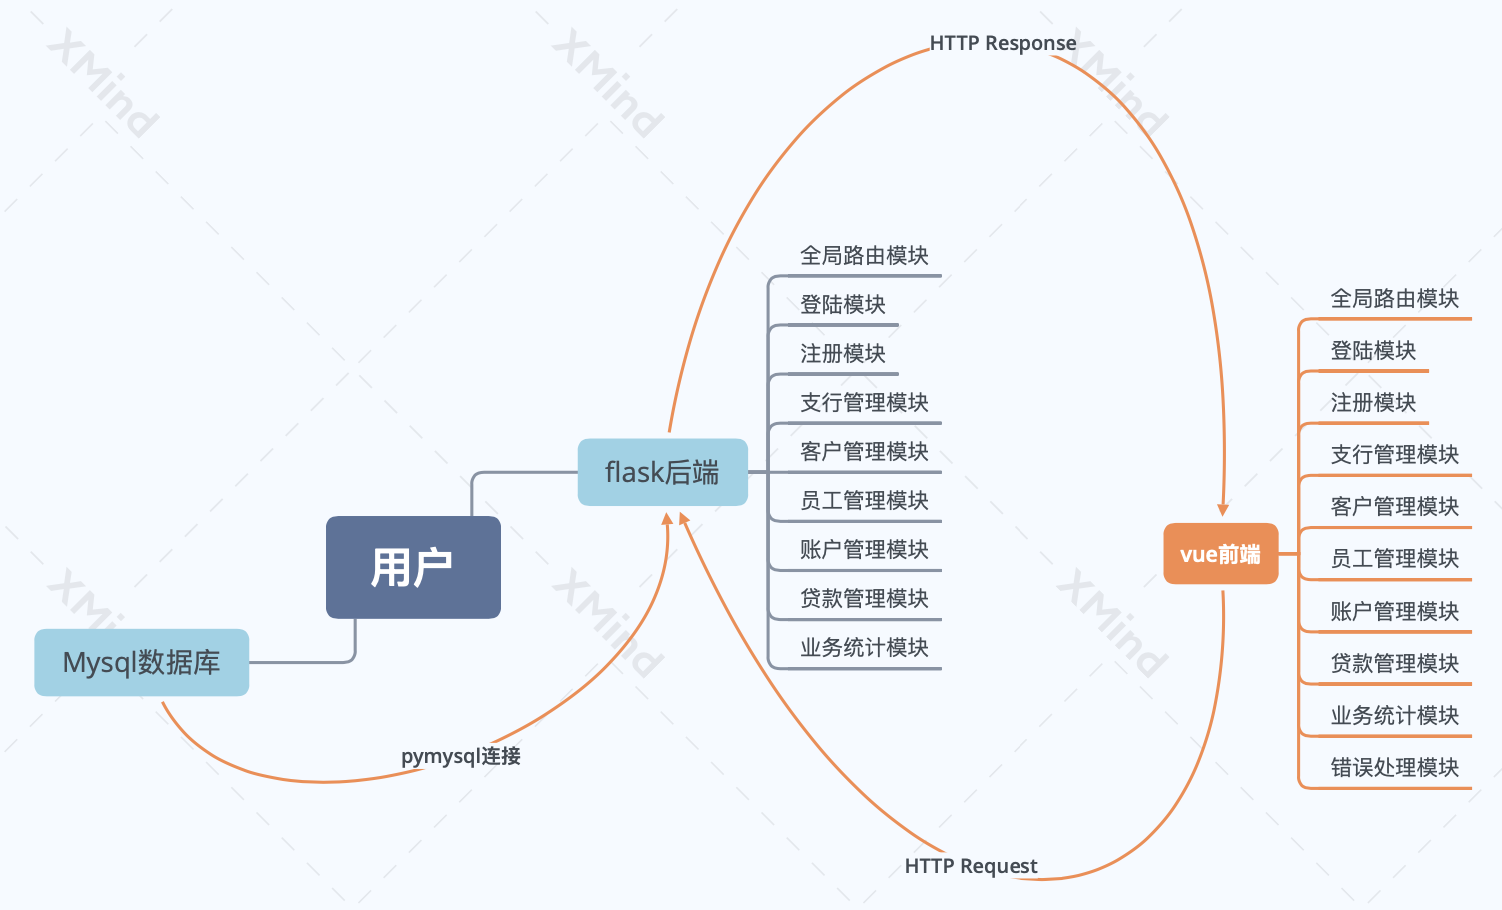 HTTP Response
全局路由模块
登陆模块
注册模块
支行管理模块
客户管理模块
员工管理模块
账户管理模块
贷款管理模块
业务统计模块
flask后端
用户
Mysql数据库
pymysql连接
HTTP Request
vue前端
全局路由模块
登陆模块
注册模块
支行管理模块
客户管理模块
员工管理模块
账户管理模块
贷款管理模块
业务统计模块
错误处理模块
XMind
XMind
XMind
XMind
XMind
XMind